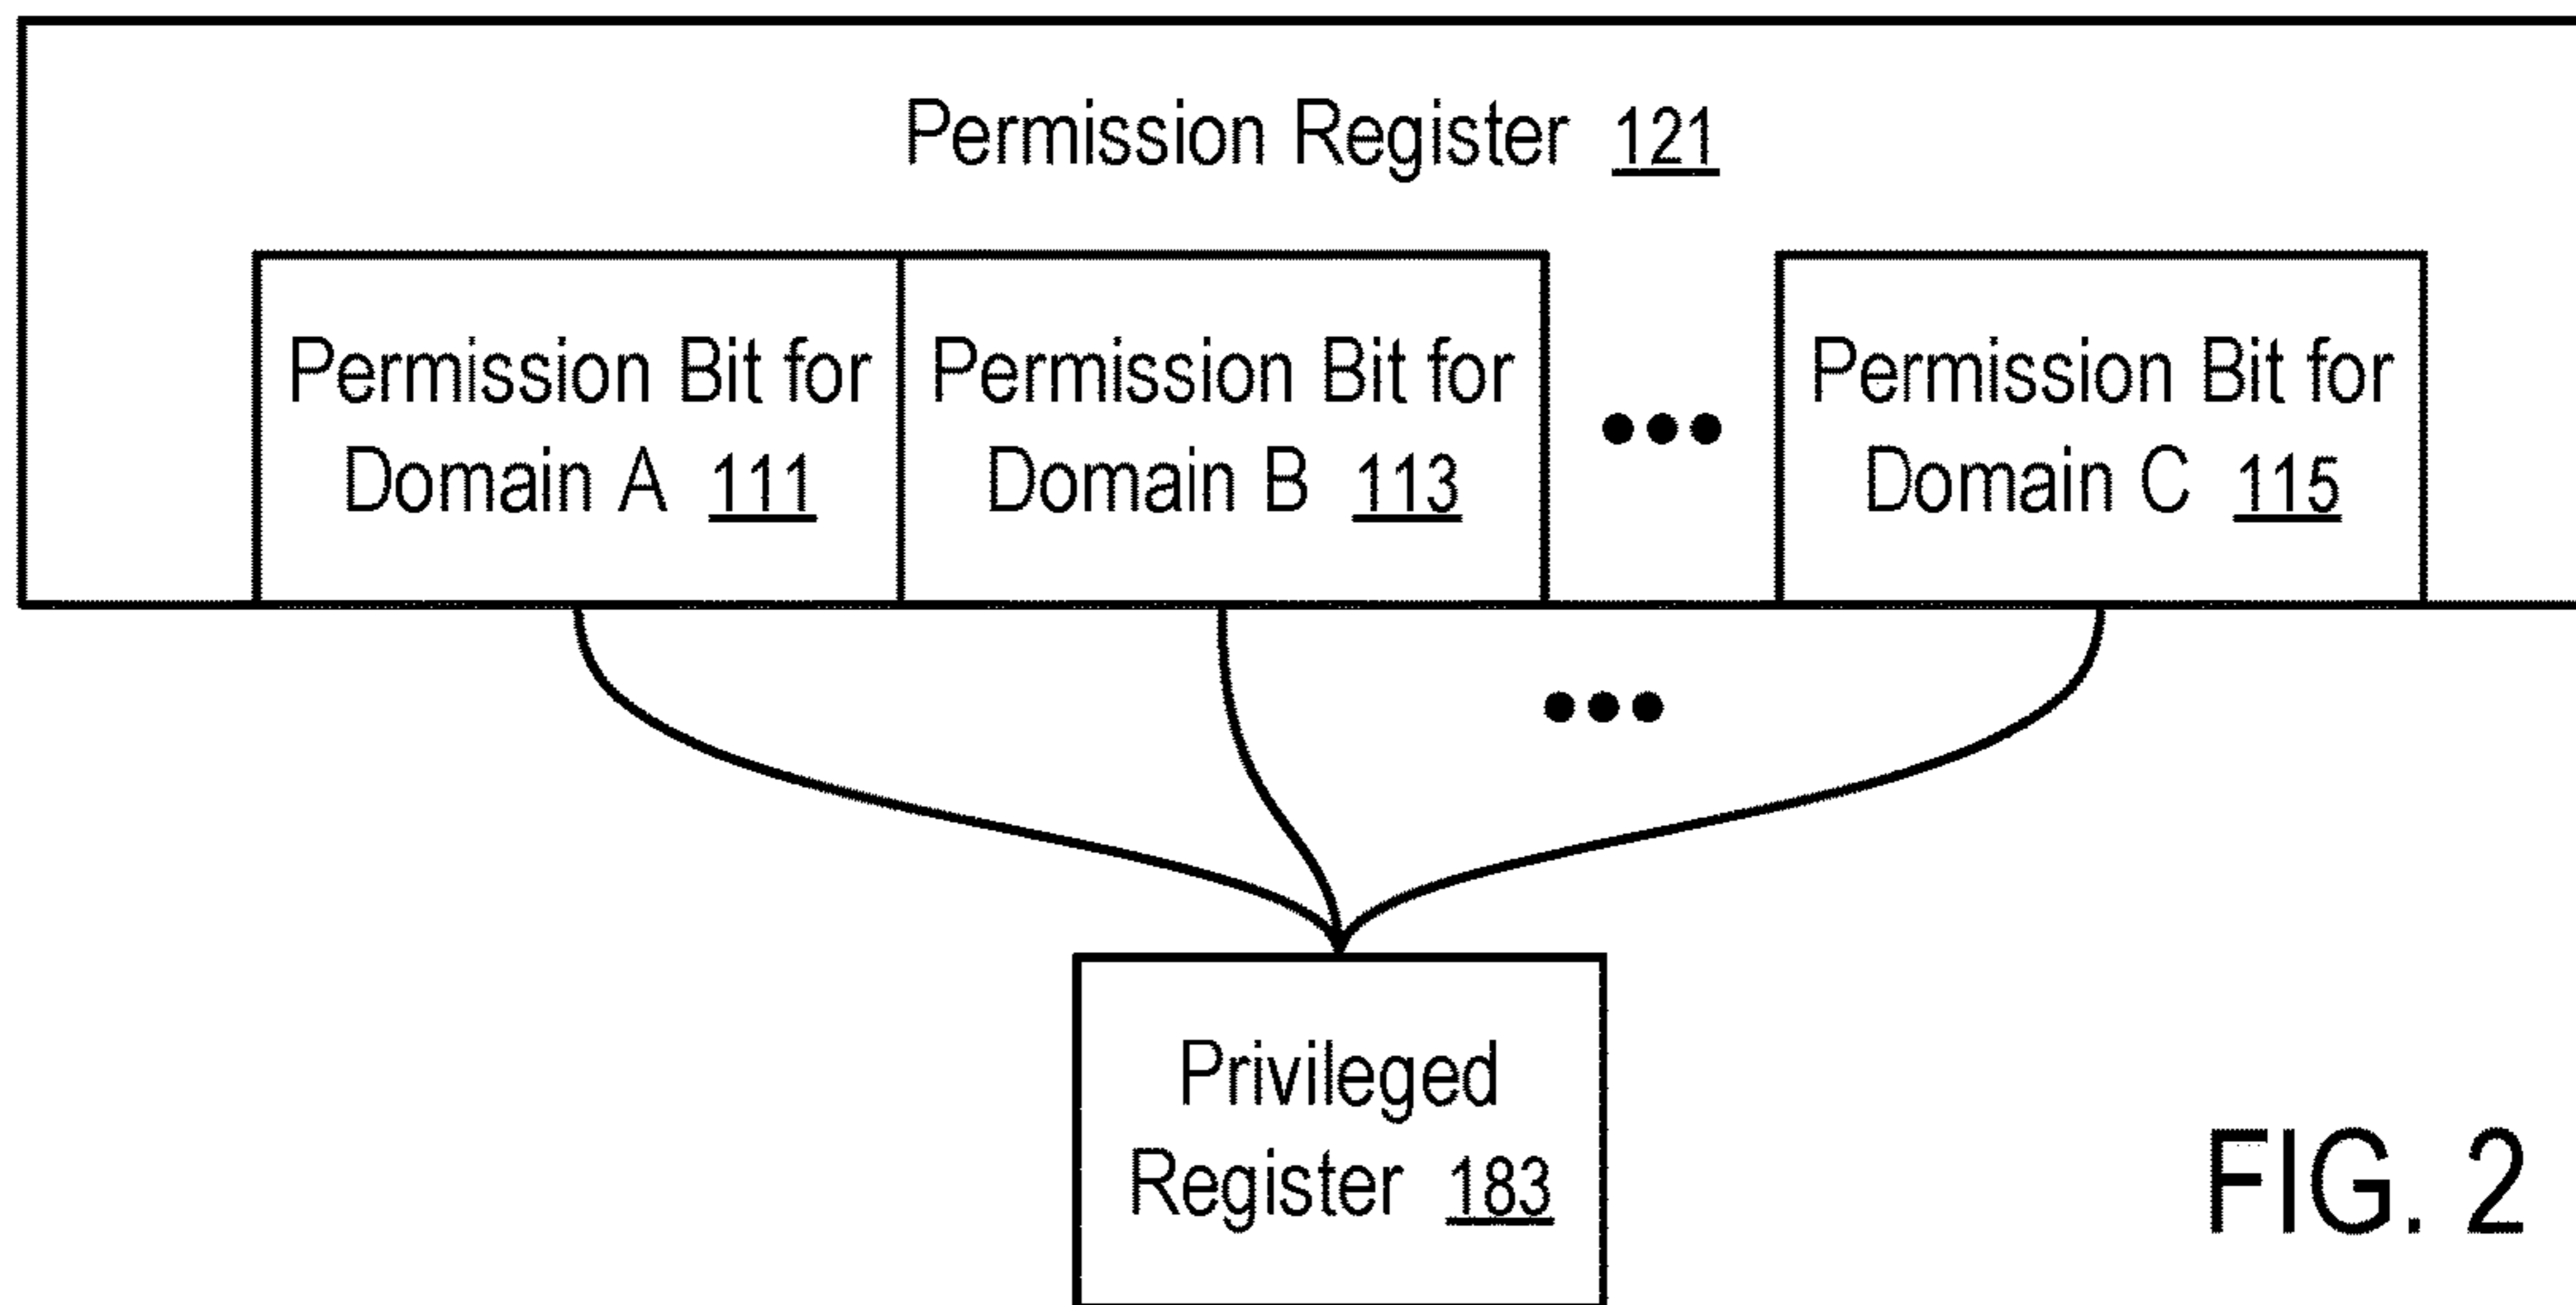 Permission Register 121
Permission Bit for
Domain A 111
Permission Bit for
Domain B 113
Permission Bit for
Domain C 115
Privileged
Register 183
FIG. 2